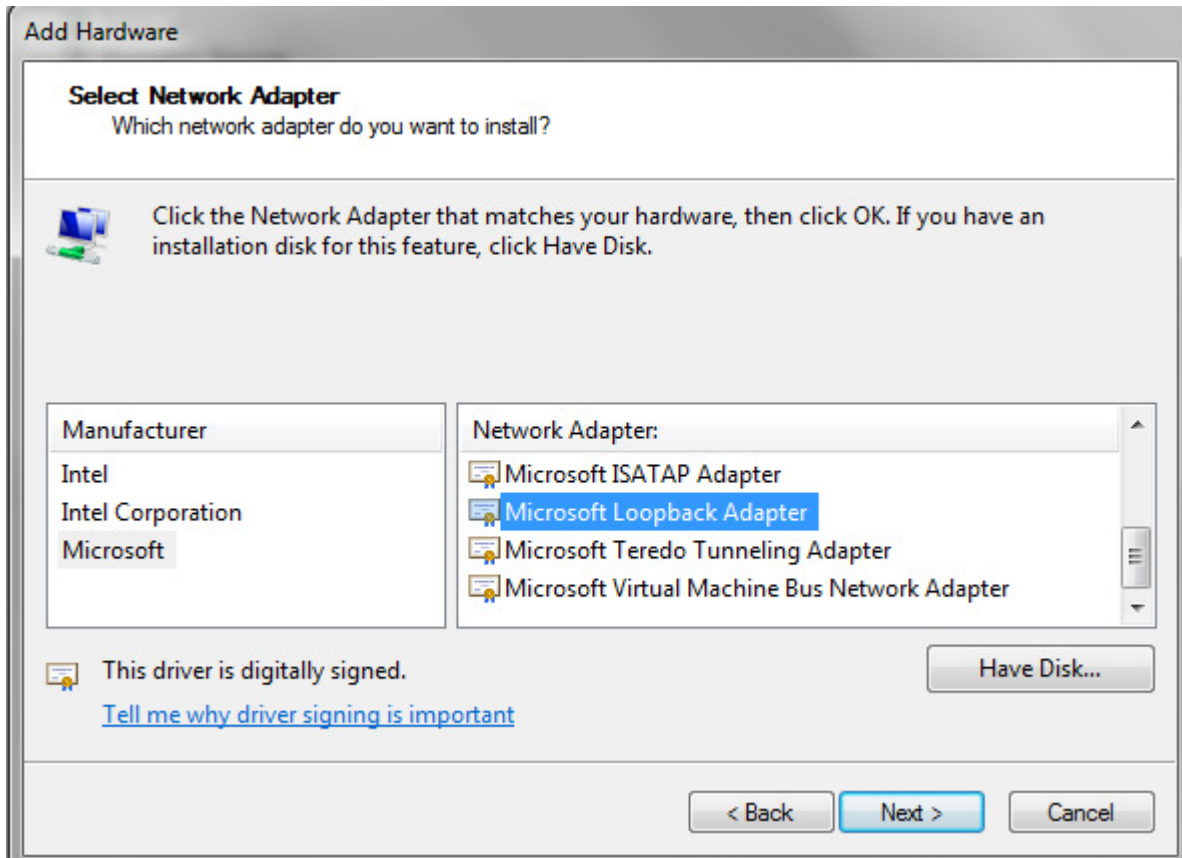 Add Hardware
Select Network Adapter
Which network adapter do you want to install?
Click the Network Adapter that matches your hardware, then click OK. If you have an
installation disk for this feature, click Have Disk.
Manufacturer
Intel
Intel Corporation
Microsoft
Network Adapter:
Microsoft ISATAP Adapter
Microsoft Loopback Adapter
Microsoft Teredo Tunneling Adapter
Microsoft Virtual Machine Bus Network Adapter
This driver is digitally signed.
Tell me why driver signing is important
Have Disk...
< Back
Next >
Cancel